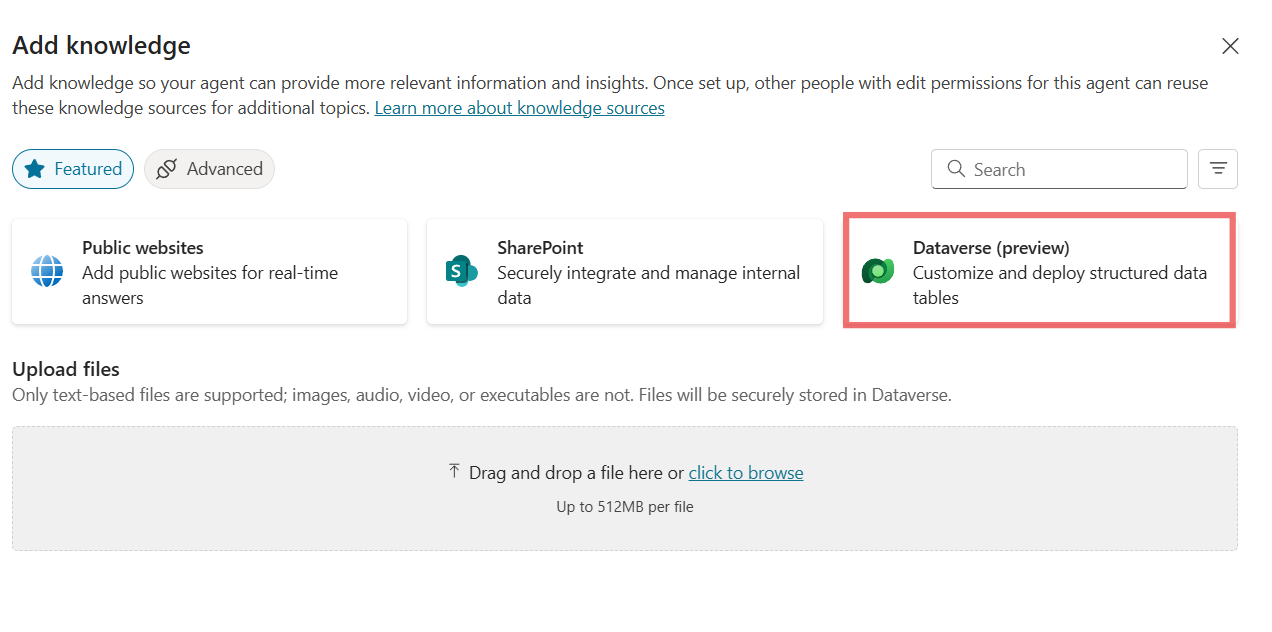 Add knowledge
Add knowledge so your agent can provide more relevant information and insights. Once set up, other people with edit permissions for this agent can reuse
these knowledge sources for additional topics. Learn more about knowledge sources
Featured
Advanced
Search
Public websites
Add public websites for real-time
answers
S
SharePoint
Securely integrate and manage internal
data
Dataverse (preview)
Customize and deploy structured data
tables
Upload files
Only text-based files are supported; images, audio, video, or executables are not. Files will be securely stored in Dataverse.
Drag and drop a file here or click to browse
Up to 512MB per file